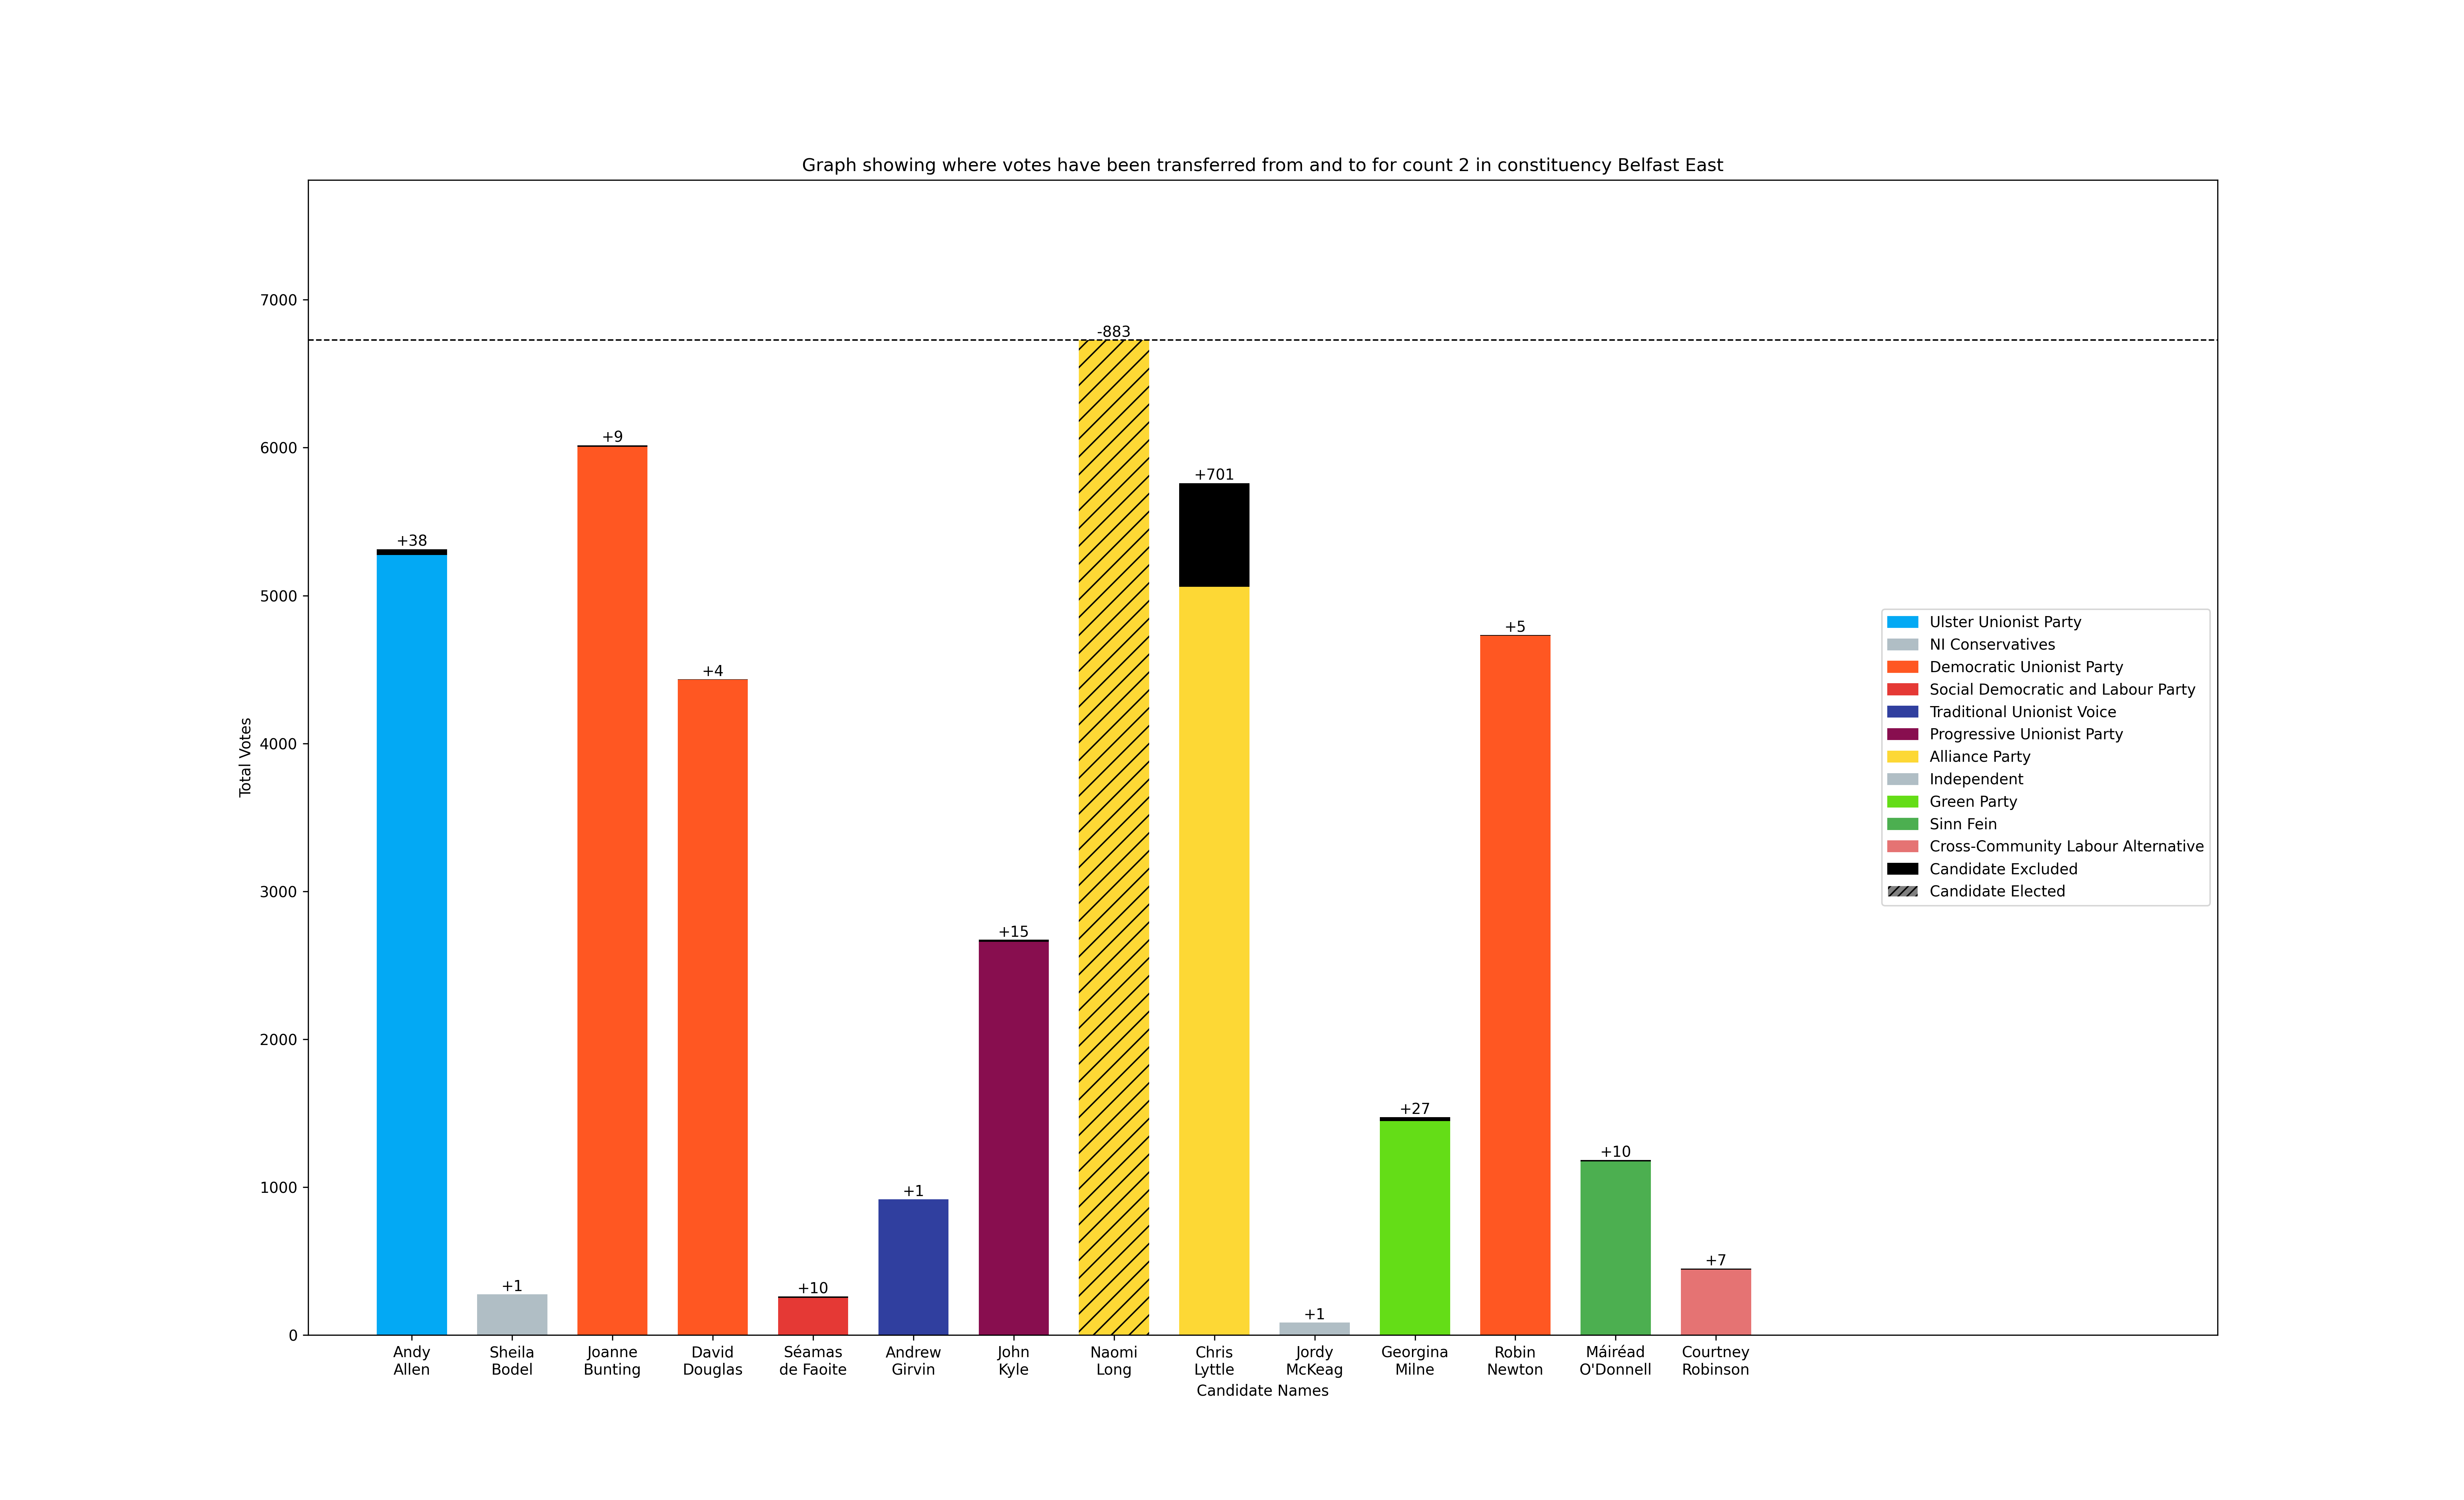 Graph showing where votes have been transferred from and to for count 2 in constituency Belfast East
Total Votes
7000
6000
5000
4000
3000
2000
1000
0
+38
+1
+9
+4
+10
+1
+15
-883
+701
+1
+27
+5
+10
+7
Andy
Allen
Sheila
Bodel
Joanne
Bunting
David
Douglas
Séamas
de Faoite
Andrew
Girvin
John
Kyle
Naomi
Long
Chris
Lyttle
Jordy
McKeag
Georgina
Milne
Robin
Newton
Máiréad
O'Donnell
Courtney
Robinson
Candidate Names
Ulster Unionist Party
NI Conservatives
Democratic Unionist Party
Social Democratic and Labour Party
Traditional Unionist Voice
Progressive Unionist Party
Alliance Party
Independent
Green Party
Sinn Fein
Cross-Community Labour Alternative
Candidate Excluded
Candidate Elected